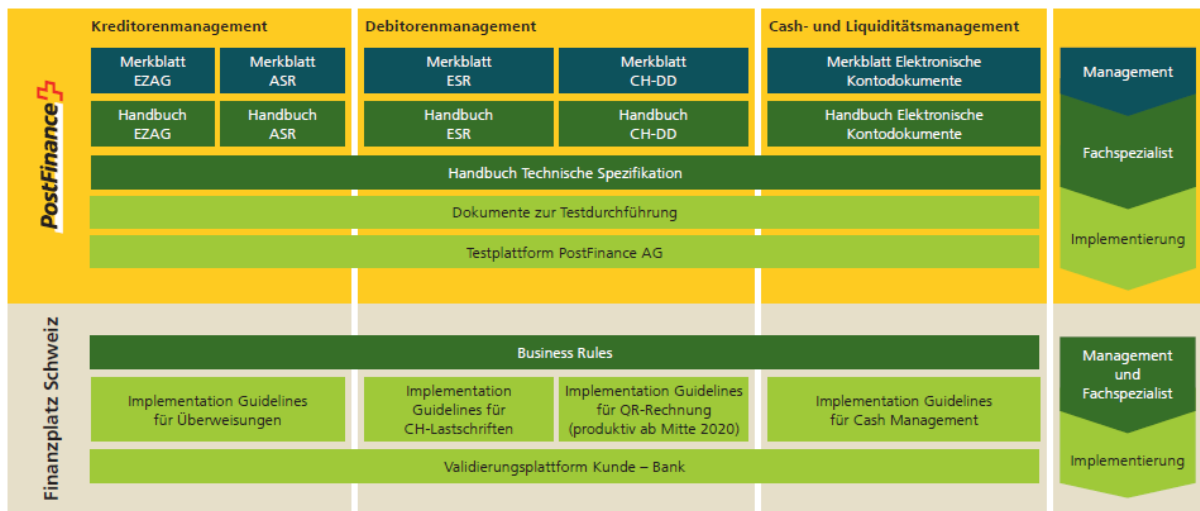 Kreditorenmanagement
Debitorenmanagement
Cash- und Liquiditätsmanagement
PostFinance
Merkblatt
EZAG
Merkblatt
ASR
Merkblatt
ESR
Merkblatt
CH-DD
Merkblatt Elektronische
Kontodokumente
Management
Handbuch
EZAG
Handbuch
ASR
Handbuch
ESR
Handbuch
CH-DD
Handbuch Elektronische
Kontodokumente
Fachspezialist
Handbuch Technische Spezifikation
Dokumente zur Testdurchführung
Implementierung
Testplattform PostFinance AG
Finanzplatz Schweiz
Business Rules
Management
und
Fachspezialist
Implementation Guidelines
für Überweisungen
Implementation
Guidelines für
CH-Lastschriften
Implementation Guidelines
für QR-Rechnung
(produktiv ab Mitte 2020)
Implementation Guidelines
für Cash Management
Implementierung
Validierungsplattform Kunde – Bank